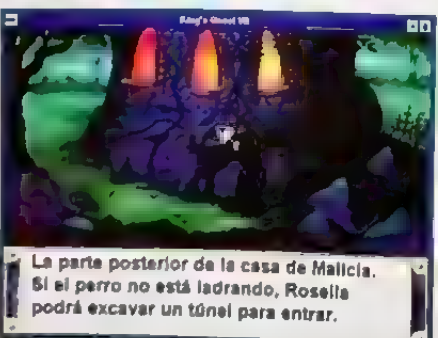 King's Quest VII
La parte posterior de la casa de Malicia.
Si el perro no está ladrando, Rosella
podrá excavar un túnel para entrar.